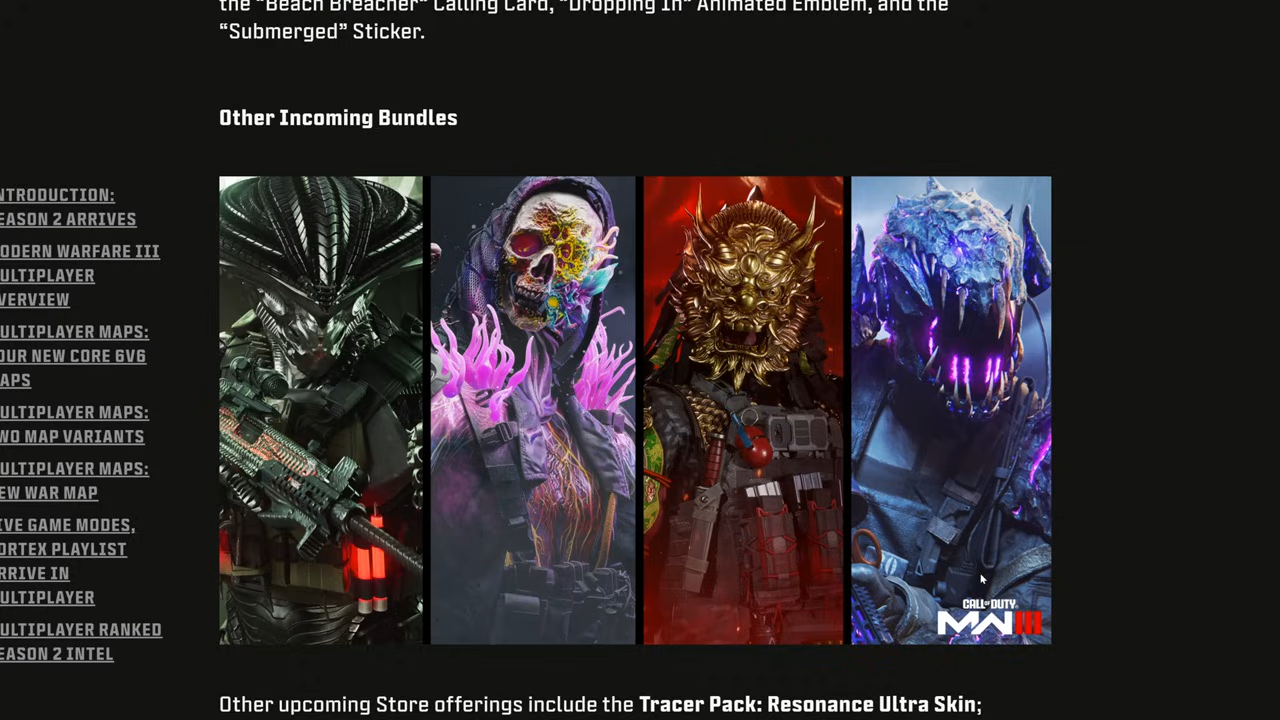 the "Beach Breacher" Calling Card, "Dropping In" Animated Emblem, and the
"Submerged" Sticker.
Other Incoming Bundles
NTRODUCTION:
EASON 2 ARRIVES
ODERN WARFARE III
ULTIPLAYER
VERVIEW
ULTIPLAYER MAPS:
OUR NEW CORE 6V6
APS
ULTIPLAYER MAPS:
WO MAP VARIANTS
ULTIPLAYER MAPS:
EW WAR MAP
IVE GAME MODES,
ORTEX PLAYLIST
RRIVE IN
ULTIPLAYER
ULTIPLAYER RANKED
EASON 2 INTEL
CALL OF DUTY
MWIII
Other upcoming Store offerings include the Tracer Pack: Resonance Ultra Skin;